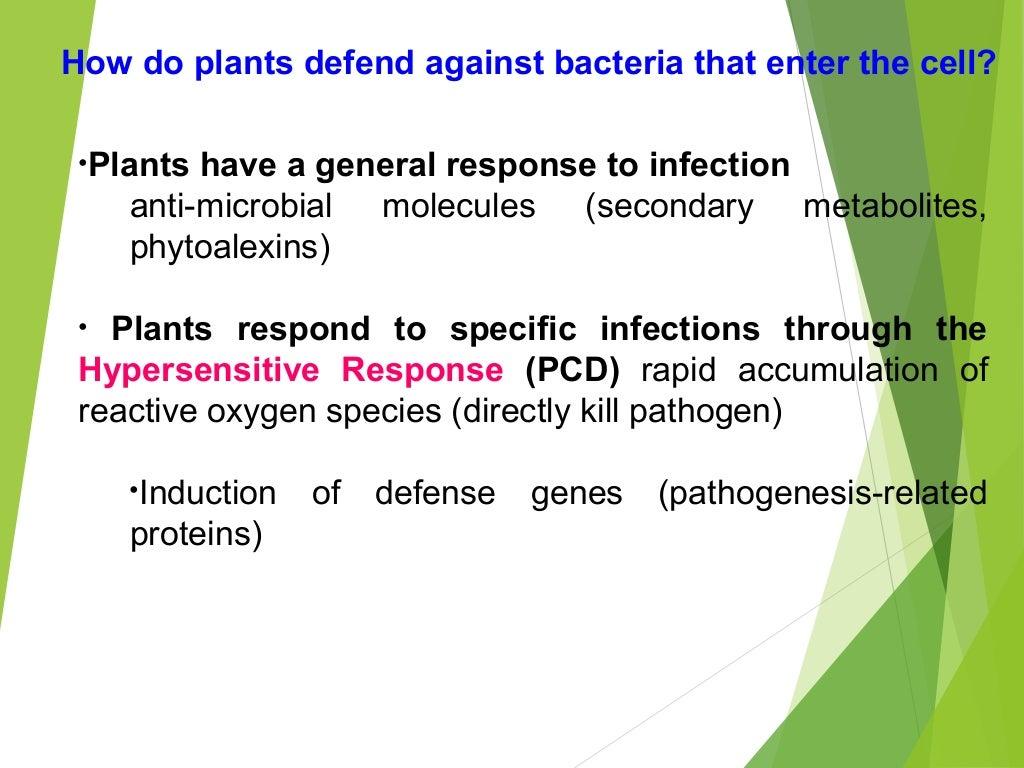 How do plants defend against bacteria that enter the cell?
•Plants have a general response to infection
anti-microbial molecules (secondary metabolites,
phytoalexins)
• Plants respond to specific infections through the
Hypersensitive Response (PCD) rapid accumulation of
reactive oxygen species (directly kill pathogen)
•Induction of defense genes (pathogenesis-related
proteins)